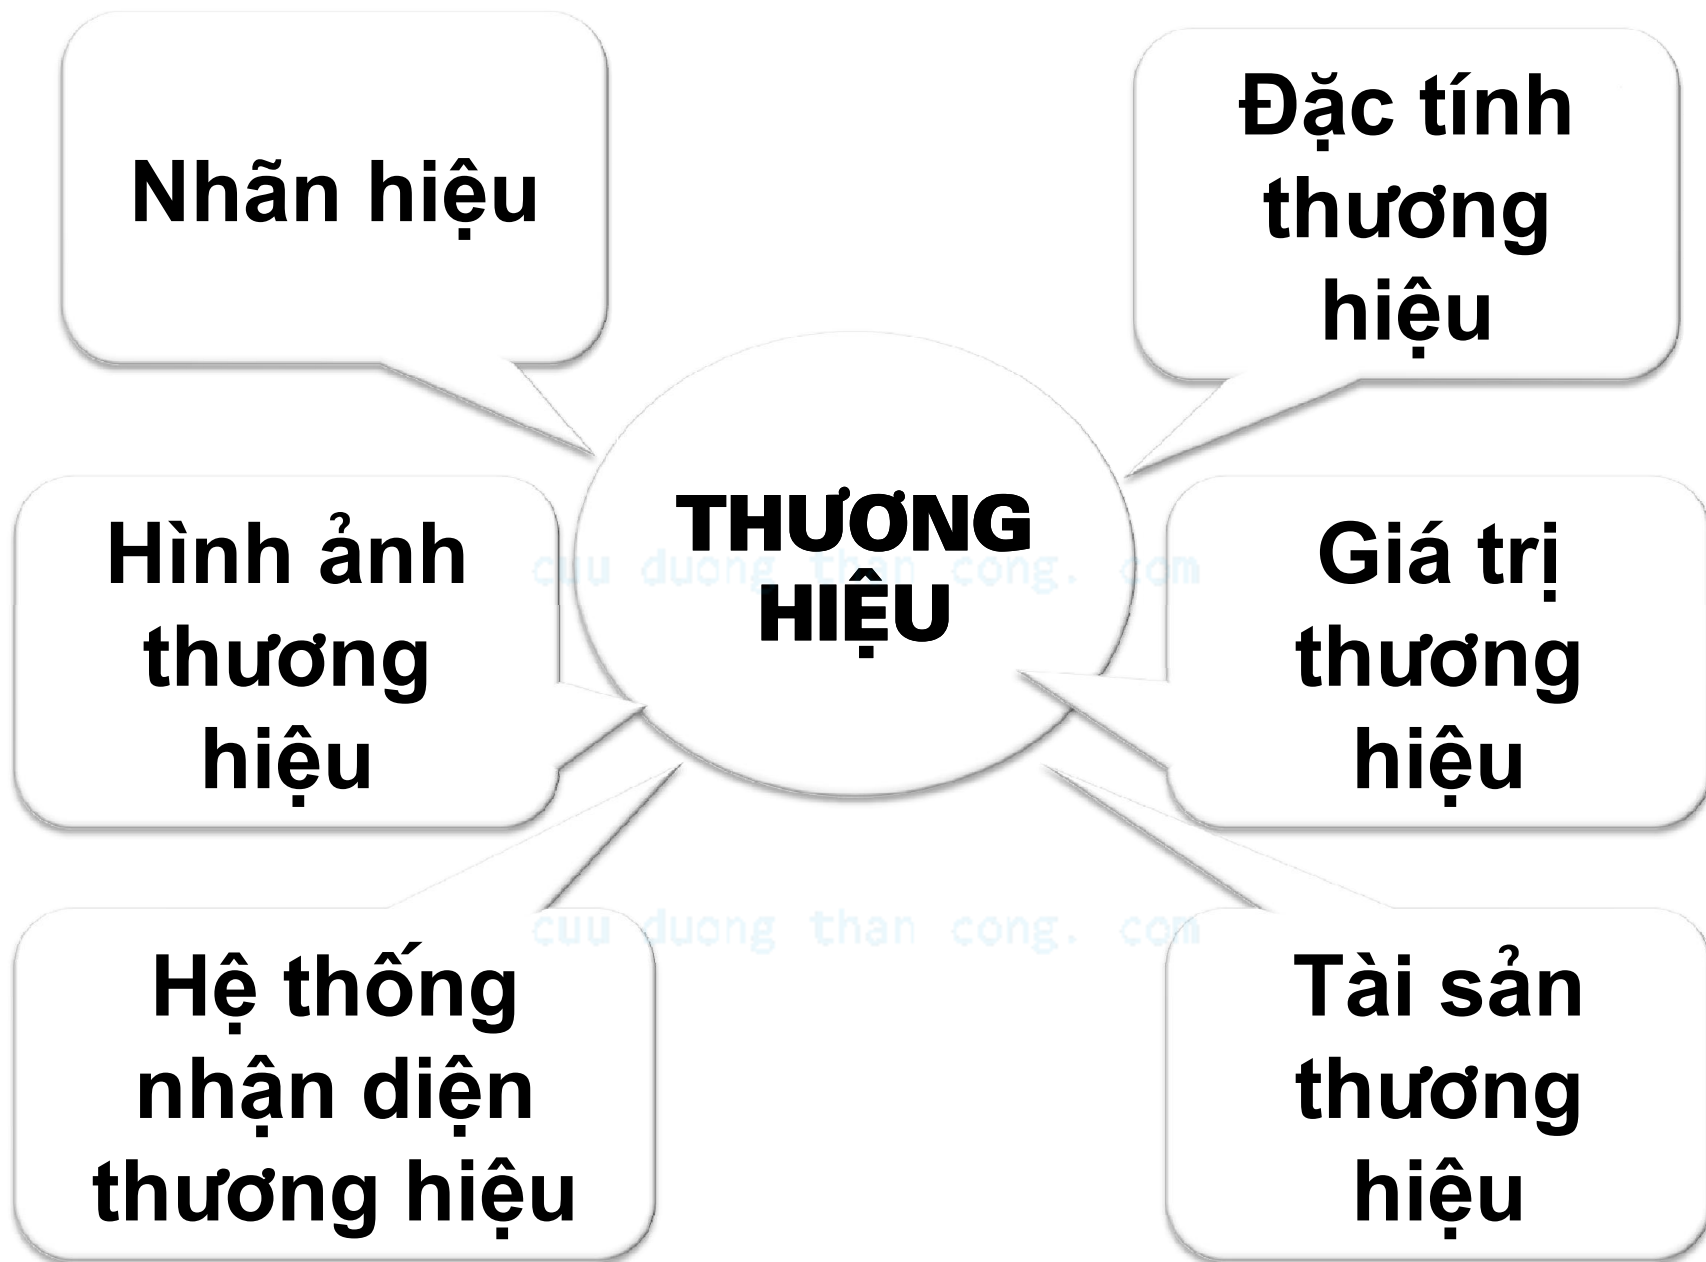 Nhãn hiệu
Đặc tính
thương
hiệu
THƯƠNG
HIỆU
Hình ảnh
thương
hiệu
Giá trị
thương
hiệu
cuu duong than cong. com
Hệ thống
nhận diện
thương hiệu
Tài sản
thương
hiệu
cuu duong than cong. com